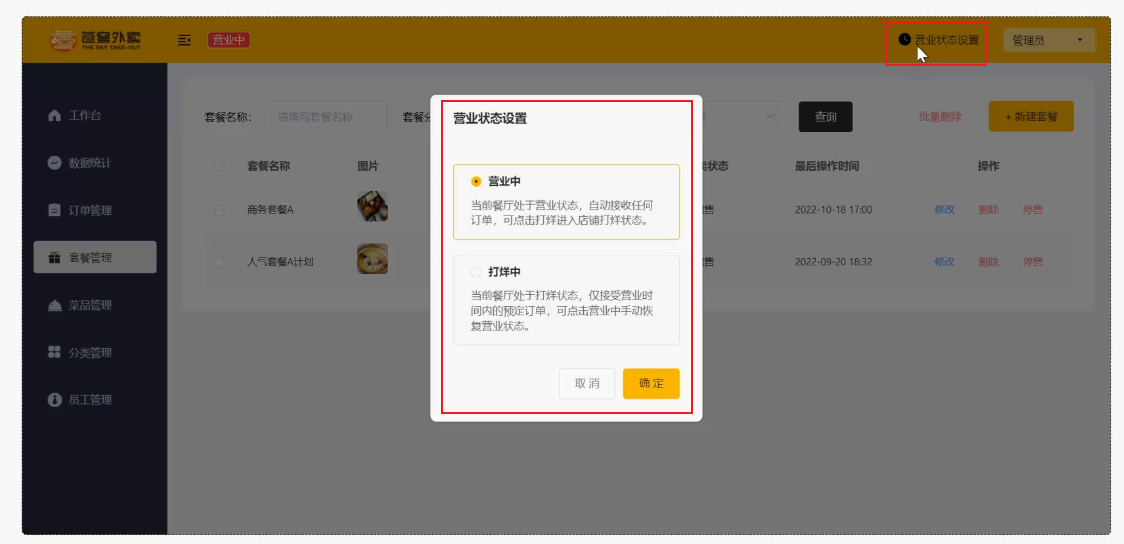 苍穹外卖
THE SKY TAKE-OUT
营业中
营业状态设置
管理员
工作台
数据统计
订单管理
套餐管理
菜品管理
分类管理
员工管理
套餐名称:
请填写套餐名称
套餐分
查询
批量删除
+ 新建套餐
套餐名称
图片
状态
最后操作时间
操作
商务套餐A
售
2022-10-18 17:00
修改
删除
停售
人气套餐A计划
售
2022-09-20 18:32
修改
删除
停售
营业状态设置
营业中
当前餐厅处于营业状态，自动接收任何
订单，可点击打烊进入店铺打烊状态。
打烊中
当前餐厅处于打烊状态，仅接受营业时
间内的预定订单，可点击营业中手动恢
复营业状态。
取消
确定